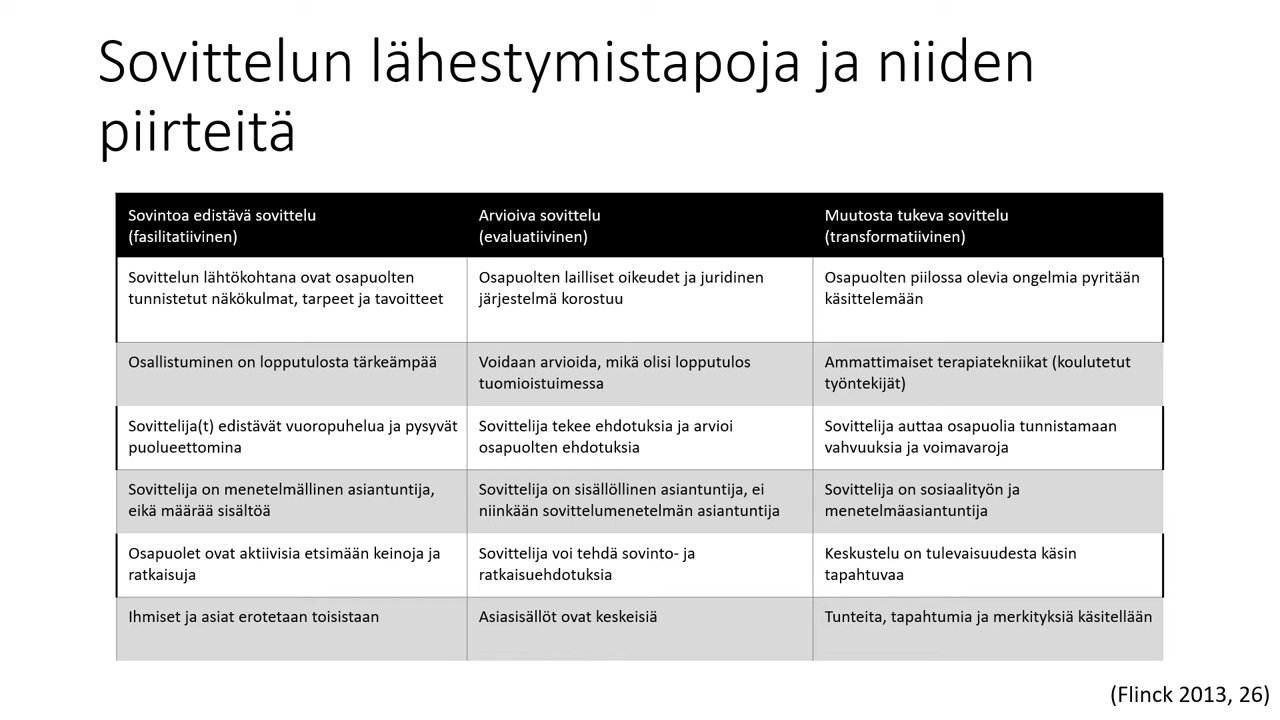 Sovittelun lähestymistapoja ja niiden
piirteitä
Sovintoa edistävä sovittelu
(fasilitatiivinen)
Arvioiva sovittelu
(evaluatiivinen)
Muutosta tukeva sovittelu
(transformatiivinen)
Sovittelun lähtökohtana ovat osapuolten
tunnistetut näkökulmat, tarpeet ja tavoitteet
Osapuolten lailliset oikeudet ja juridinen
järjestelmä korostuu
Osapuolten piilossa olevia ongelmia pyritään
käsittelemään
Osallistuminen on lopputulosta tärkeämpää
Voidaan arvioida, mikä olisi lopputulos
tuomioistuimessa
Ammattimaiset terapiatekniikat (koulutetut
työntekijät)
Sovittelija(t) edistävät vuoropuhelua ja pysyvät
puolueettomina
Sovittelija tekee ehdotuksia ja arvioi
osapuolten ehdotuksia
Sovittelija auttaa osapuolia tunnistamaan
vahvuuksia ja voimavaroja
Sovittelija on menetelmällinen asiantuntija,
eikä määrää sisältöä
Sovittelija on sisällöllinen asiantuntija, ei
niinkään sovittelumenetelmän asiantuntija
Sovittelija on sosiaalityön ja
menetelmäasiantuntija
Osapuolet ovat aktiivisia etsimään keinoja ja
ratkaisuja
Sovittelija voi tehdä sovinto- ja
ratkaisuehdotuksia
Keskustelu on tulevaisuudesta käsin
tapahtuvaa
Ihmiset ja asiat erotetaan toisistaan
Asiasisällöt ovat keskeisiä
Tunteita, tapahtumia ja merkityksiä käsitellään
(Flinck 2013, 26)